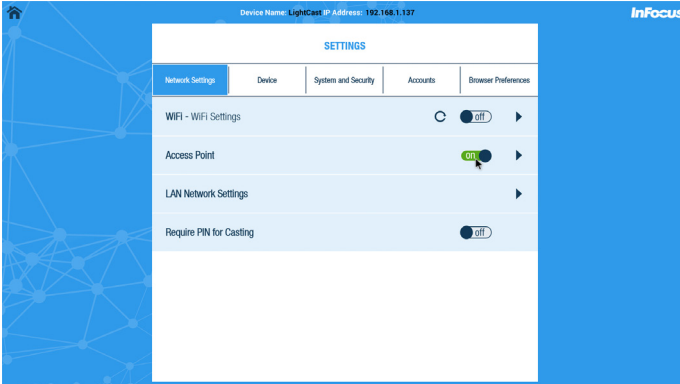 Device Name: LightCast IP Address: 192.168.1.137
InFocus
SETTINGS
Network Settings
Device
System and Security
Accounts
Browser Preferences
WiFi - WiFi Settings
off
Access Point
on
LAN Network Settings
Require PIN for Casting
off